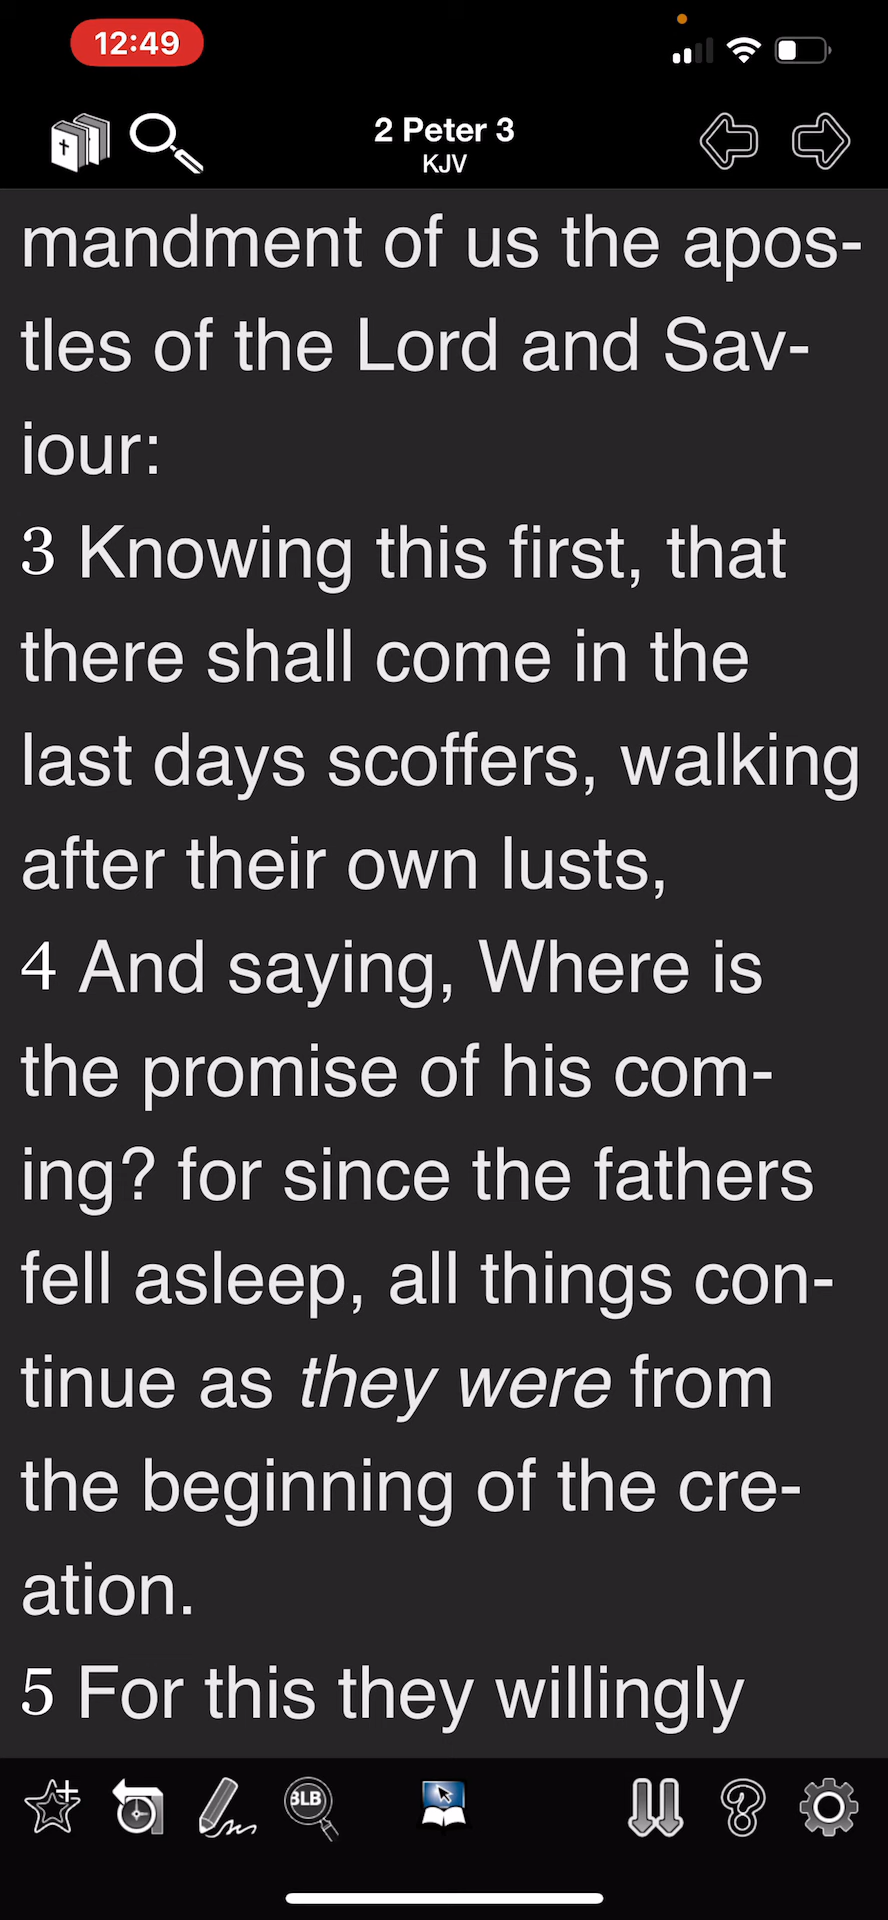 12:49
2 Peter 3
KJV
mandment of us the apos-
tles of the Lord and Sav-
iour:
3 Knowing this first, that
there shall come in the
last days scoffers, walking
after their own lusts,
4 And saying, Where is
the promise of his com-
ing? for since the fathers
fell asleep, all things con-
tinue as they were from
the beginning of the cre-
ation.
5 For this they willingly
BLB